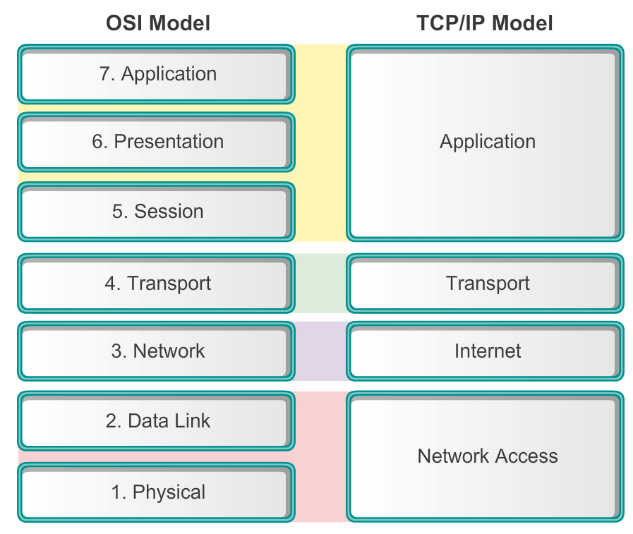 OSI Model
TCP/IP Model
7. Application
6. Presentation
5. Session
Application
4. Transport
Transport
3. Network
Internet
2. Data Link
1. Physical
Network Access